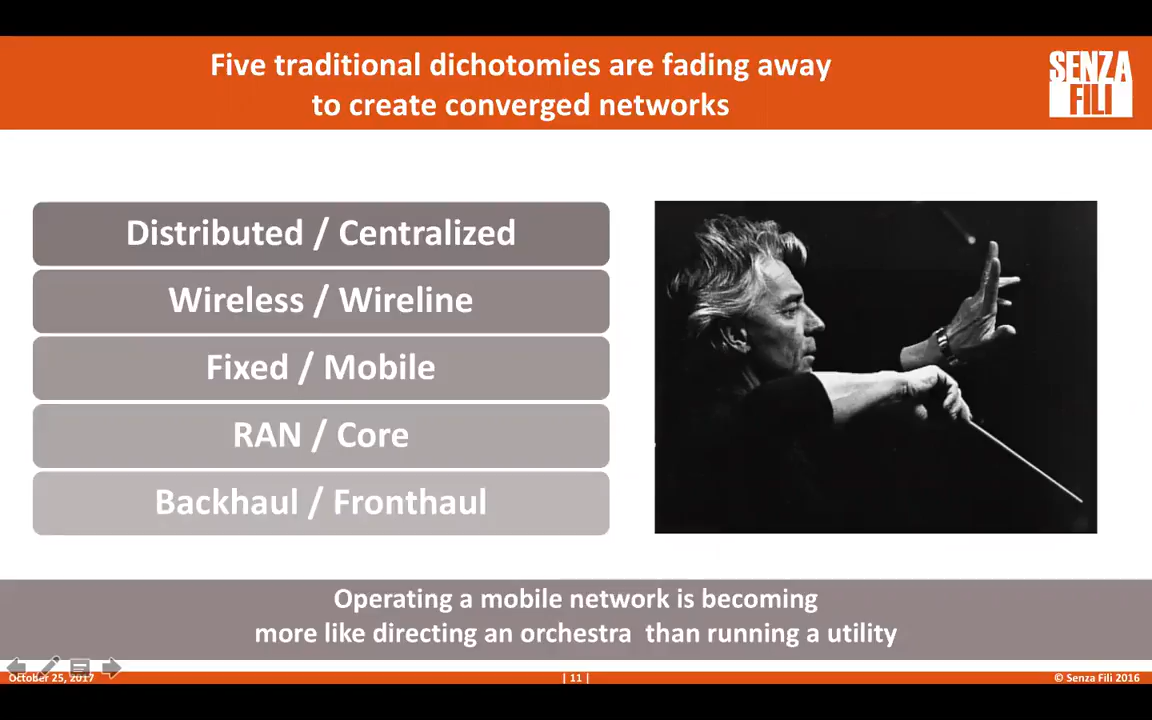 Five traditional dichotomies are fading away
to create converged networks
SENZA
FILI
Distributed / Centralized
Wireless / Wireline
Fixed / Mobile
RAN / Core
Backhaul / Fronthaul
Operating a mobile network is becoming
more like directing an orchestra than running a utility
October 25, 2017
| 11 |
© Senza Fili 2016